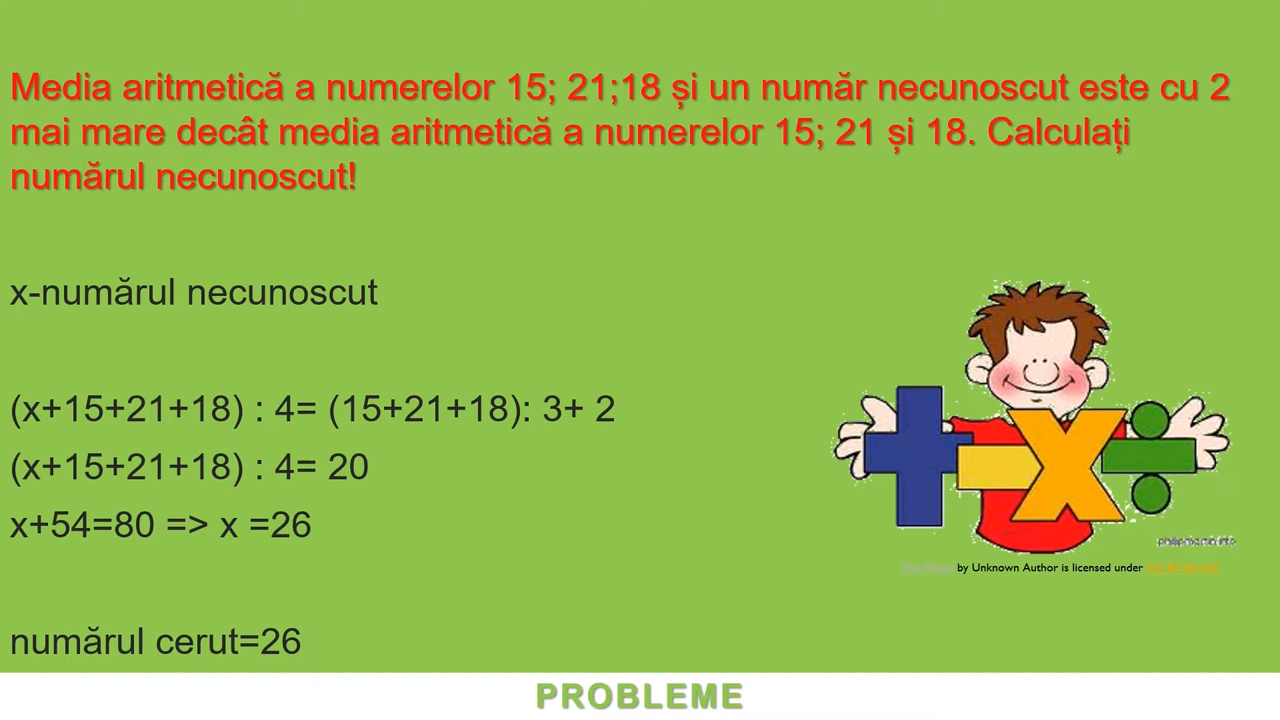 Media aritmetică a numerelor 15; 21;18 și un număr necunoscut este cu 2
mai mare decât media aritmetică a numerelor 15; 21 și 18. Calculați
numărul necunoscut!
x-numărul necunoscut
(x+15+21+18) : 4= (15+21+18): 3+ 2
(x+15+21+18) : 4= 20
x+54=80 => x =26
by Unknown Author is licensed under
numărul cerut=26
PROBLEME